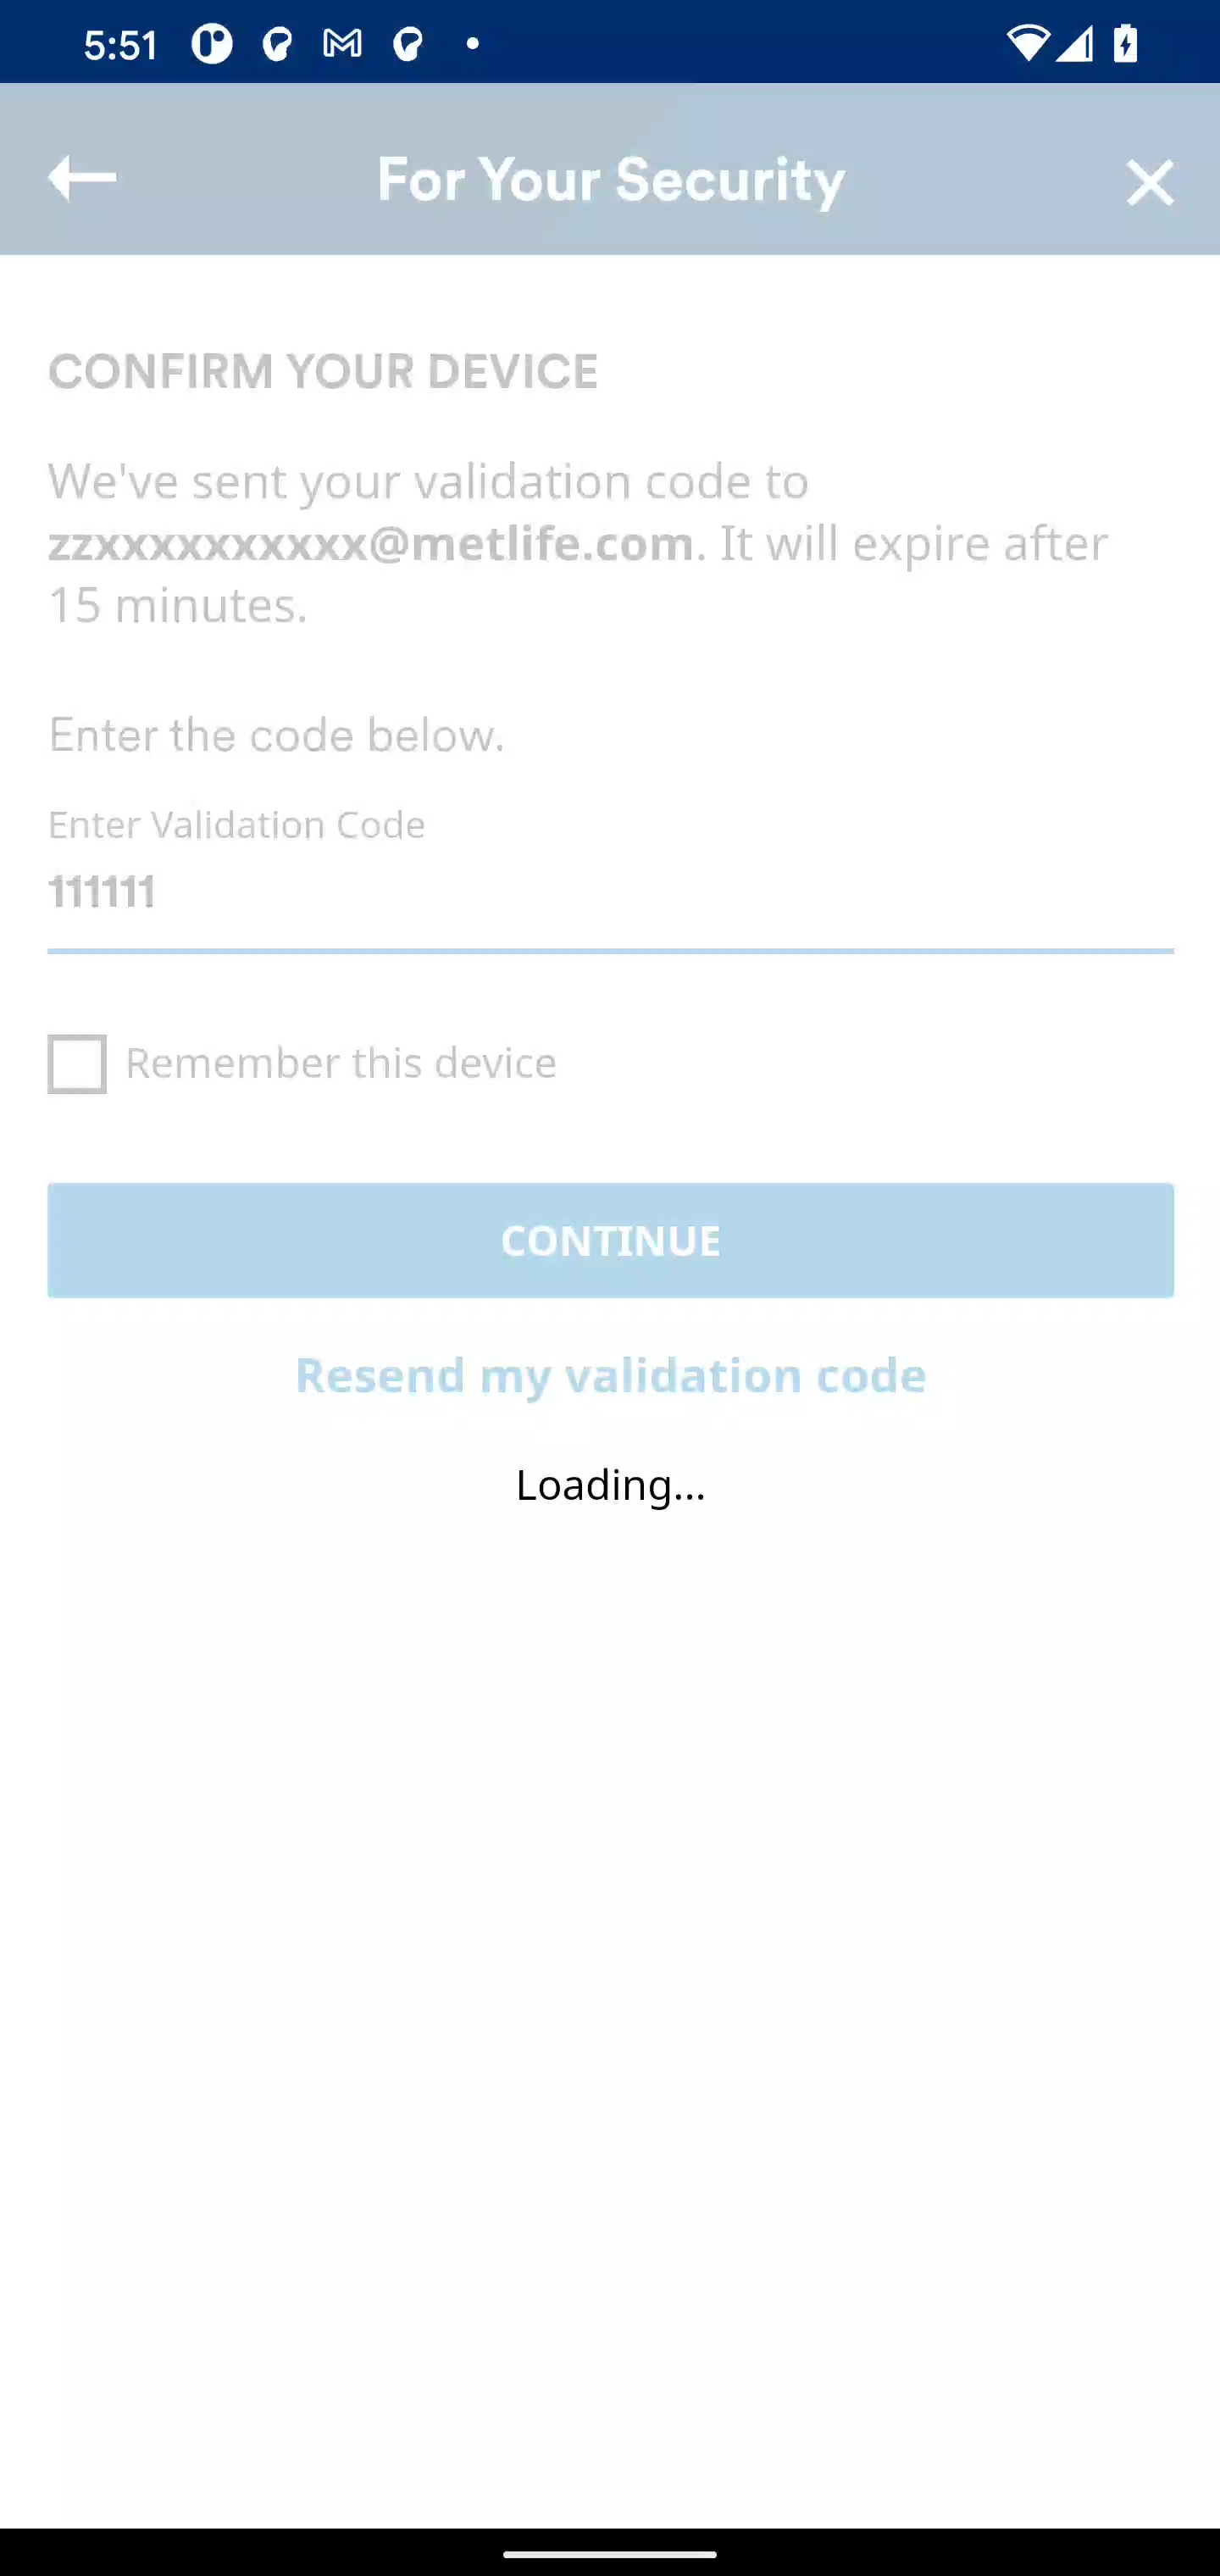 5:51
For Your Security
CONFIRM YOUR DEVICE
We've sent your validation code to
zzxxxxxxxxxx@metlife.com. It will expire after
15 minutes.
Enter the code below.
Enter Validation Code
111111
Remember this device
CONTINUE
Resend my validation code
Loading...